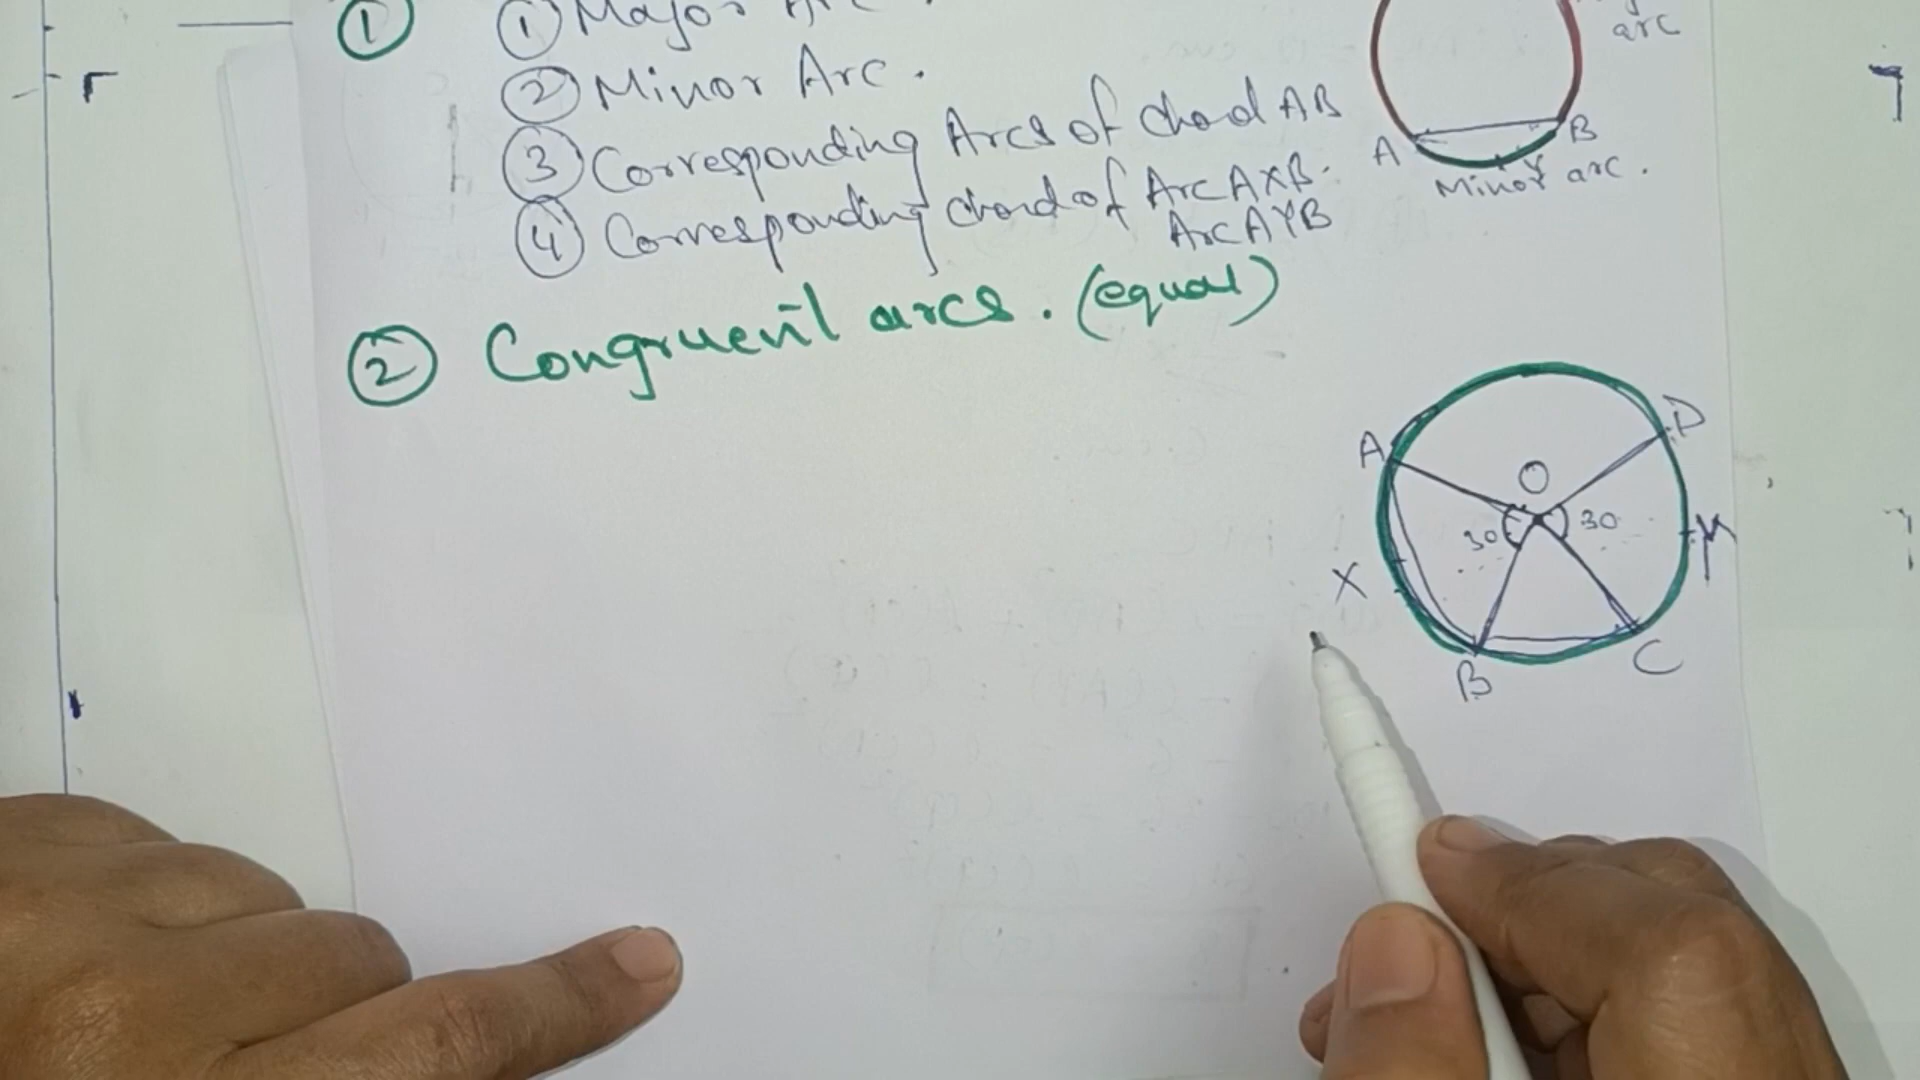 ① ① Major Arc.
② Minor Arc.
③ Corresponding Arcs of chord AB
④ Corresponding chord of Arc AXB.
Arc AYB
arc
A B
Y
Minor arc.
② Congruent arcs. (equal)
A D
O
30 30
X
B C